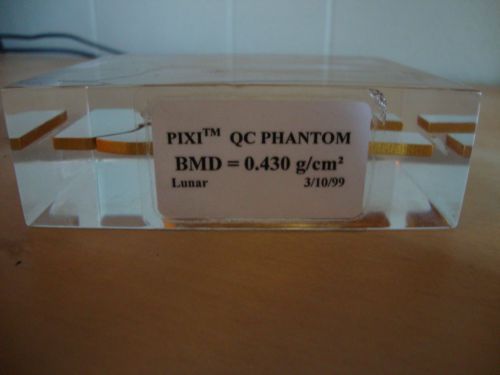 PIXI™ QC PHANTOM
BMD = 0.430 g/cm²
Lunar 3/10/99